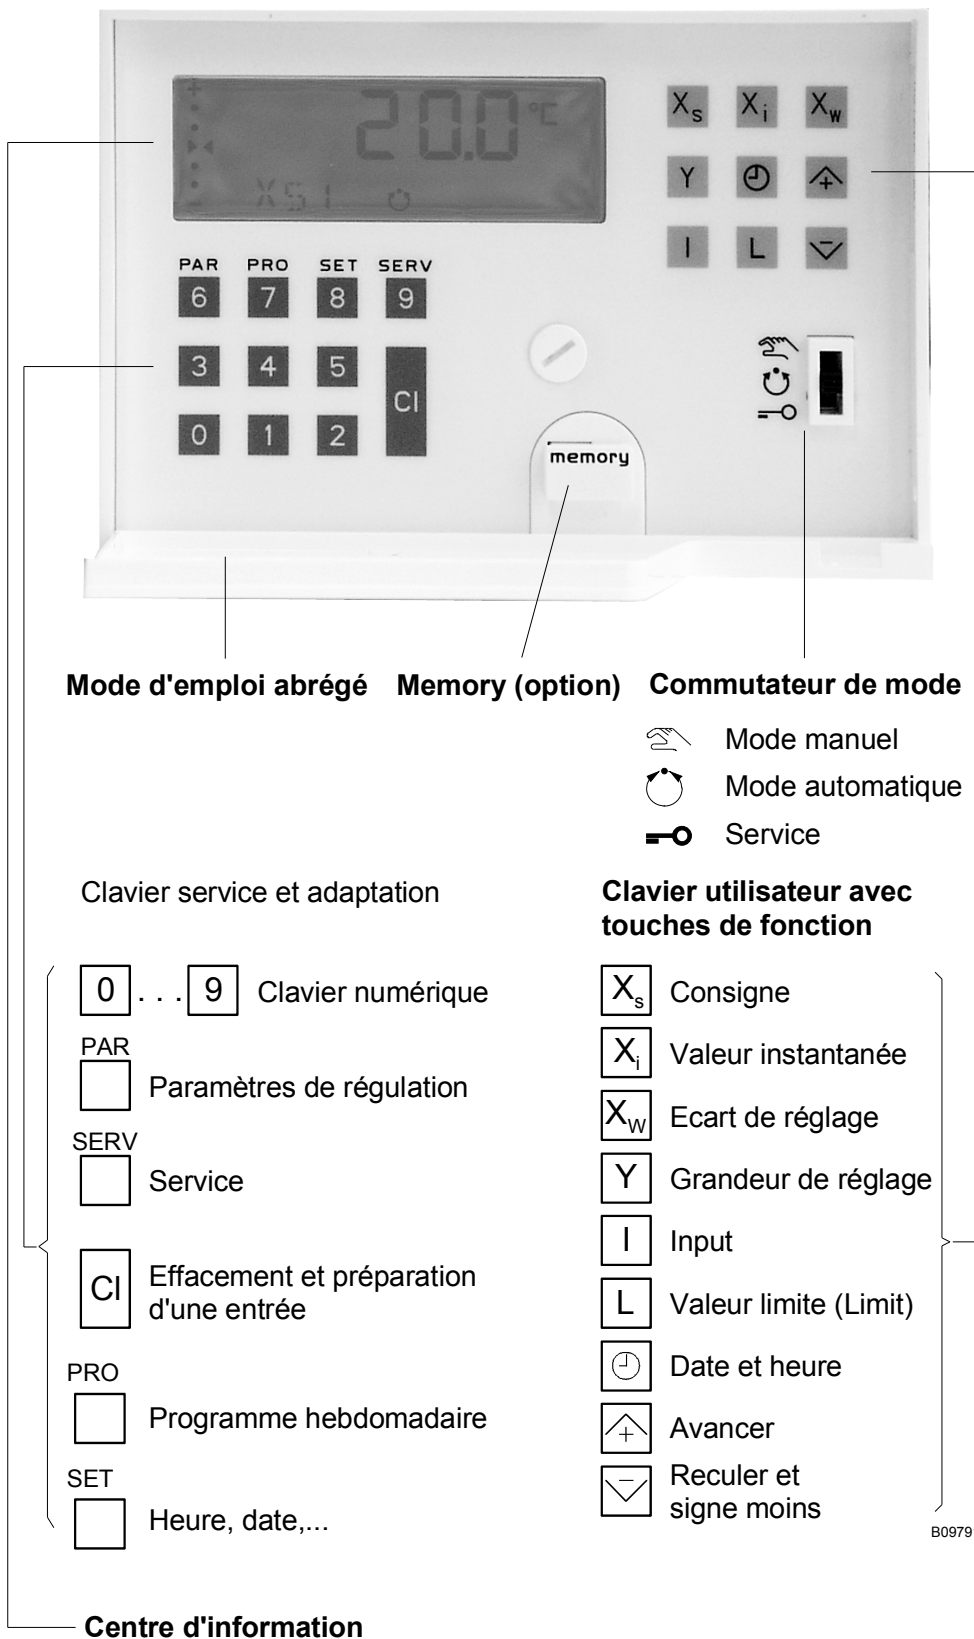 20.0 °C
XS1
Xs Xi Xw
Y
I L
PAR PRO SET SERV
6 7 8 9
3 4 5
0 1 2
CI
memory
Mode d'emploi abrégé Memory (option) Commutateur de mode
Mode manuel
Mode automatique
Service
Clavier service et adaptation
0 . . . 9 Clavier numérique
PAR
Paramètres de régulation
SERV
Service
CI
Effacement et préparation
d'une entrée
PRO
Programme hebdomadaire
SET
Heure, date,...
Clavier utilisateur avec
touches de fonction
Xs Consigne
Xi Valeur instantanée
XW Ecart de réglage
Y Grandeur de réglage
I Input
L Valeur limite (Limit)
Date et heure
+ Avancer
− Reculer et
signe moins
B0979
Centre d'information